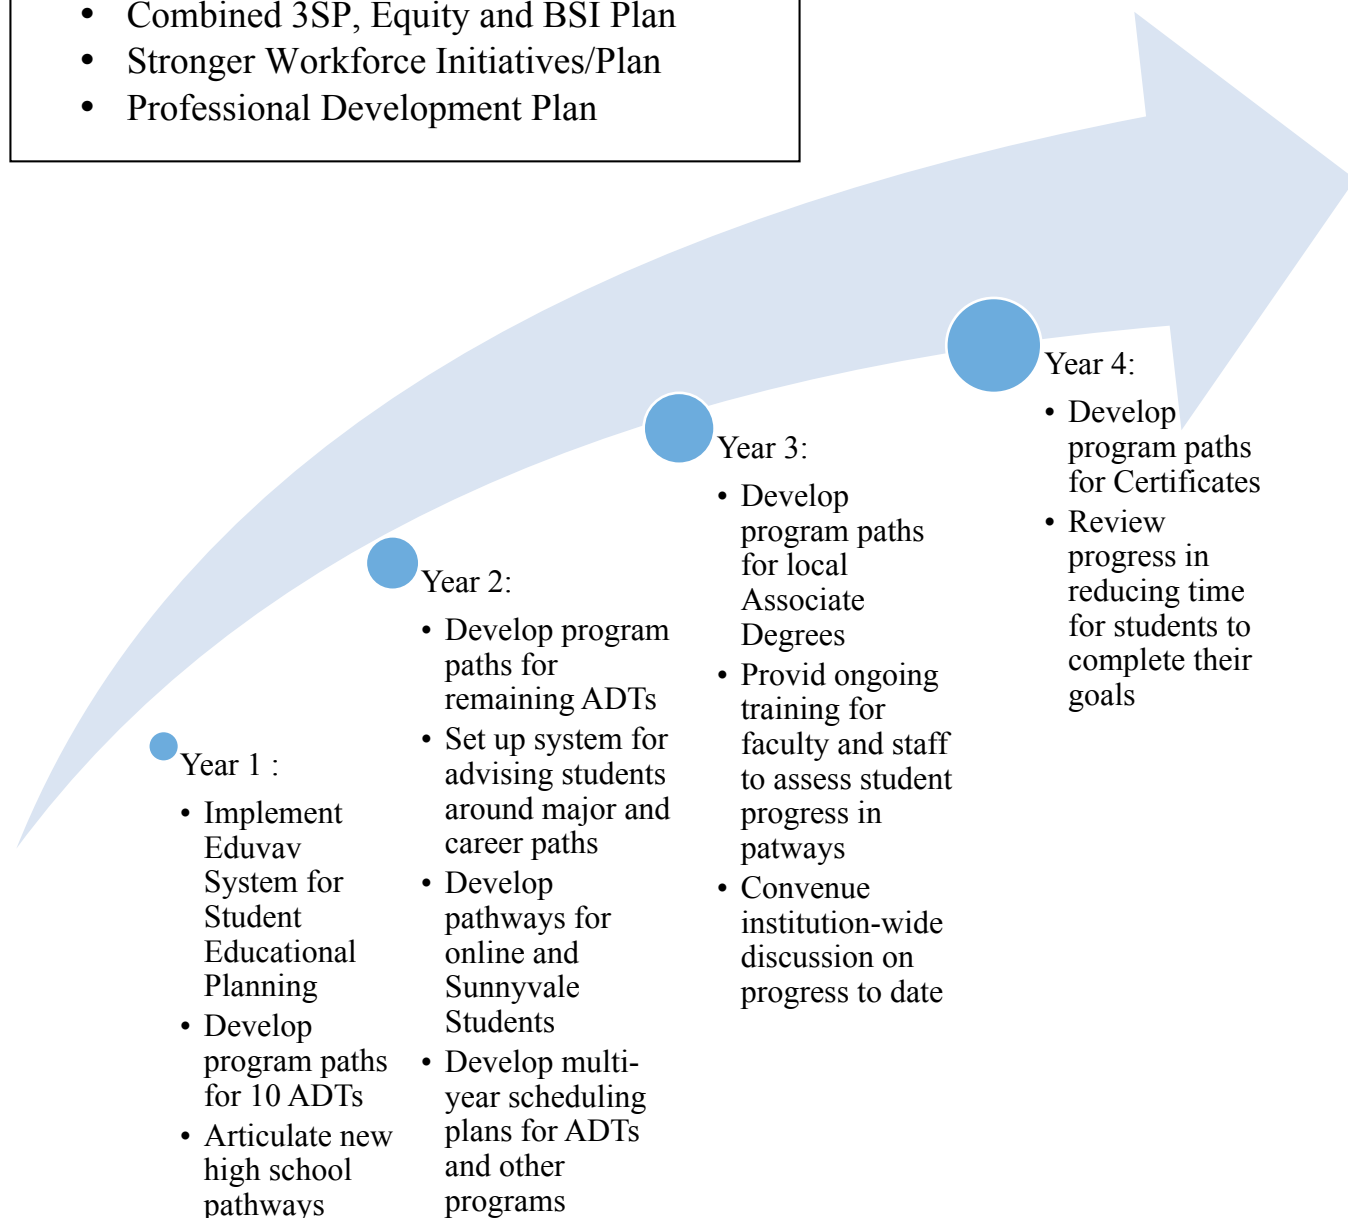 • Combined 3SP, Equity and BSI Plan
• Stronger Workforce Initiatives/Plan
• Professional Development Plan
Year 1 :
• Implement
Eduvav
System for
Student
Educational
Planning
• Develop
program paths
for 10 ADTs
• Articulate new
high school
pathways
Year 2:
• Develop program
paths for
remaining ADTs
• Set up system for
advising students
around major and
career paths
• Develop
pathways for
online and
Sunnyvale
Students
• Develop multi-
year scheduling
plans for ADTs
and other
programs
Year 3:
• Develop
program paths
for local
Associate
Degrees
• Provid ongoing
training for
faculty and staff
to assess student
progress in
patways
• Convenue
institution-wide
discussion on
progress to date
Year 4:
• Develop
program paths
for Certificates
• Review
progress in
reducing time
for students to
complete their
goals